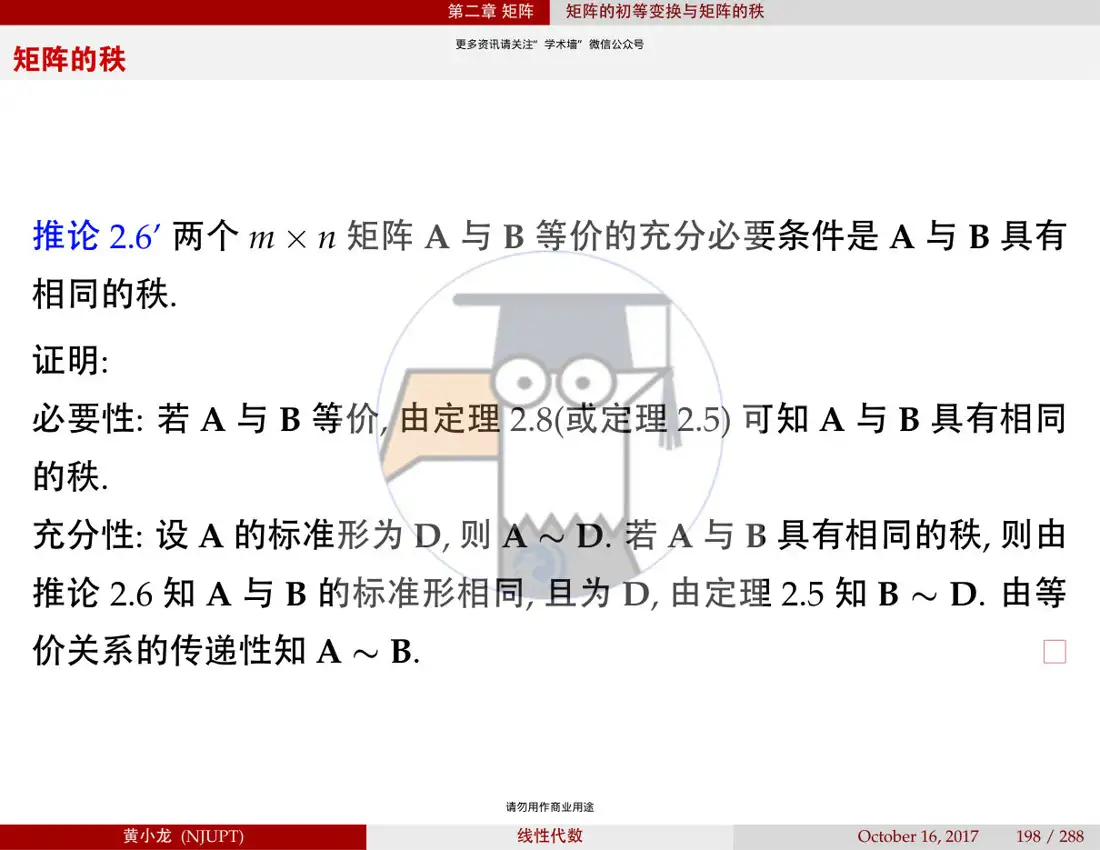 第二章 矩阵 矩阵的初等变换与矩阵的秩
更多资讯请关注“学术墙”微信公众号
矩阵的秩
推论 2.6’ 两个 m × n 矩阵 A 与 B 等价的充分必要条件是 A 与 B 具有
相同的秩.
证明:
必要性: 若 A 与 B 等价, 由定理 2.8(或定理 2.5) 可知 A 与 B 具有相同
的秩.
充分性: 设 A 的标准形为 D, 则 A ∼ D. 若 A 与 B 具有相同的秩, 则由
推论 2.6 知 A 与 B 的标准形相同, 且为 D, 由定理 2.5 知 B ∼ D. 由等
价关系的传递性知 A ∼ B. □
请勿用作商业用途
黄小龙 (NJUPT) 线性代数 October 16, 2017 198 / 288